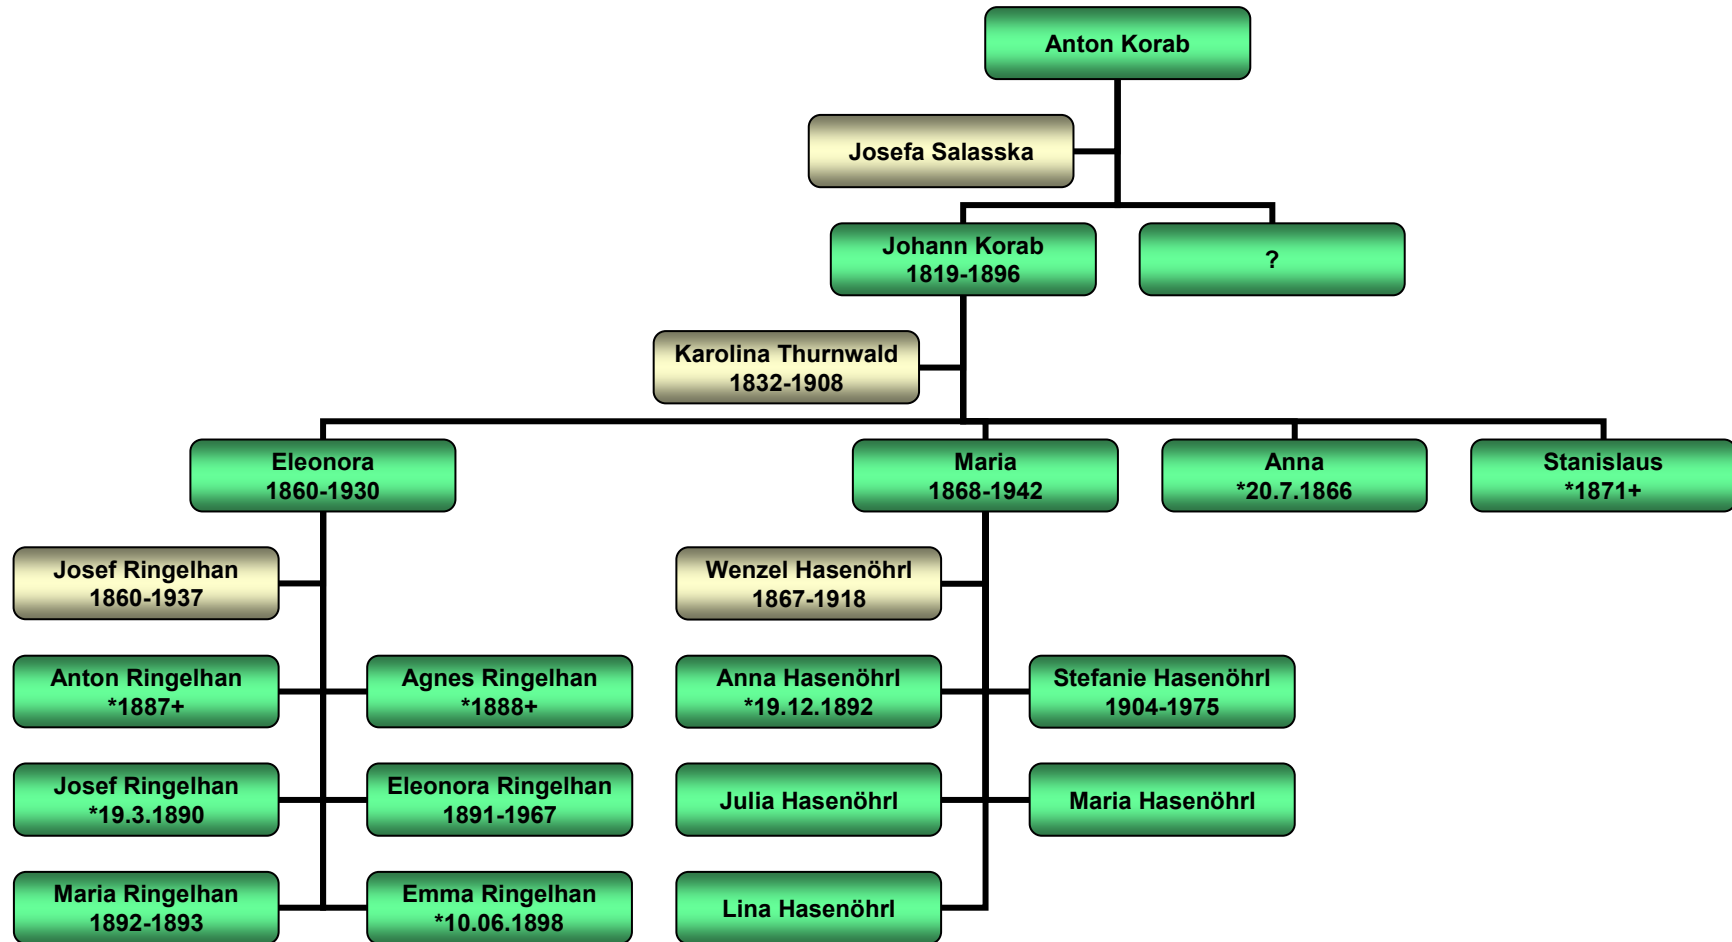 Anton Korab
Josefa Salasska
Johann Korab
1819-1896
?
Karolina Thurnwald
1832-1908
Eleonora
1860-1930
Maria
1868-1942
Anna
*20.7.1866
Stanislaus
*1871+
Josef Ringelhan
1860-1937
Wenzel Hasenöhrl
1867-1918
Anton Ringelhan
*1887+
Agnes Ringelhan
*1888+
Anna Hasenöhrl
*19.12.1892
Stefanie Hasenöhrl
1904-1975
Josef Ringelhan
*19.3.1890
Eleonora Ringelhan
1891-1967
Julia Hasenöhrl
Maria Hasenöhrl
Maria Ringelhan
1892-1893
Emma Ringelhan
*10.06.1898
Lina Hasenöhrl